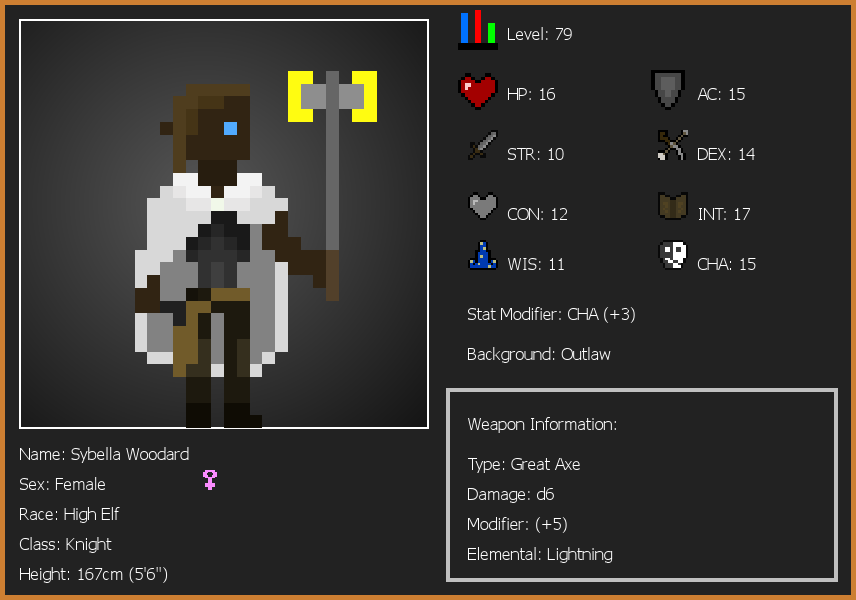 Level: 79
HP: 16
AC: 15
STR: 10
DEX: 14
CON: 12
INT: 17
WIS: 11
CHA: 15
Stat Modifier: CHA (+3)
Background: Outlaw
Weapon Information:
Type: Great Axe
Damage: d6
Modifier: (+5)
Elemental: Lightning
Name: Sybella Woodard
Sex: Female
Race: High Elf
Class: Knight
Height: 167cm (5'6")